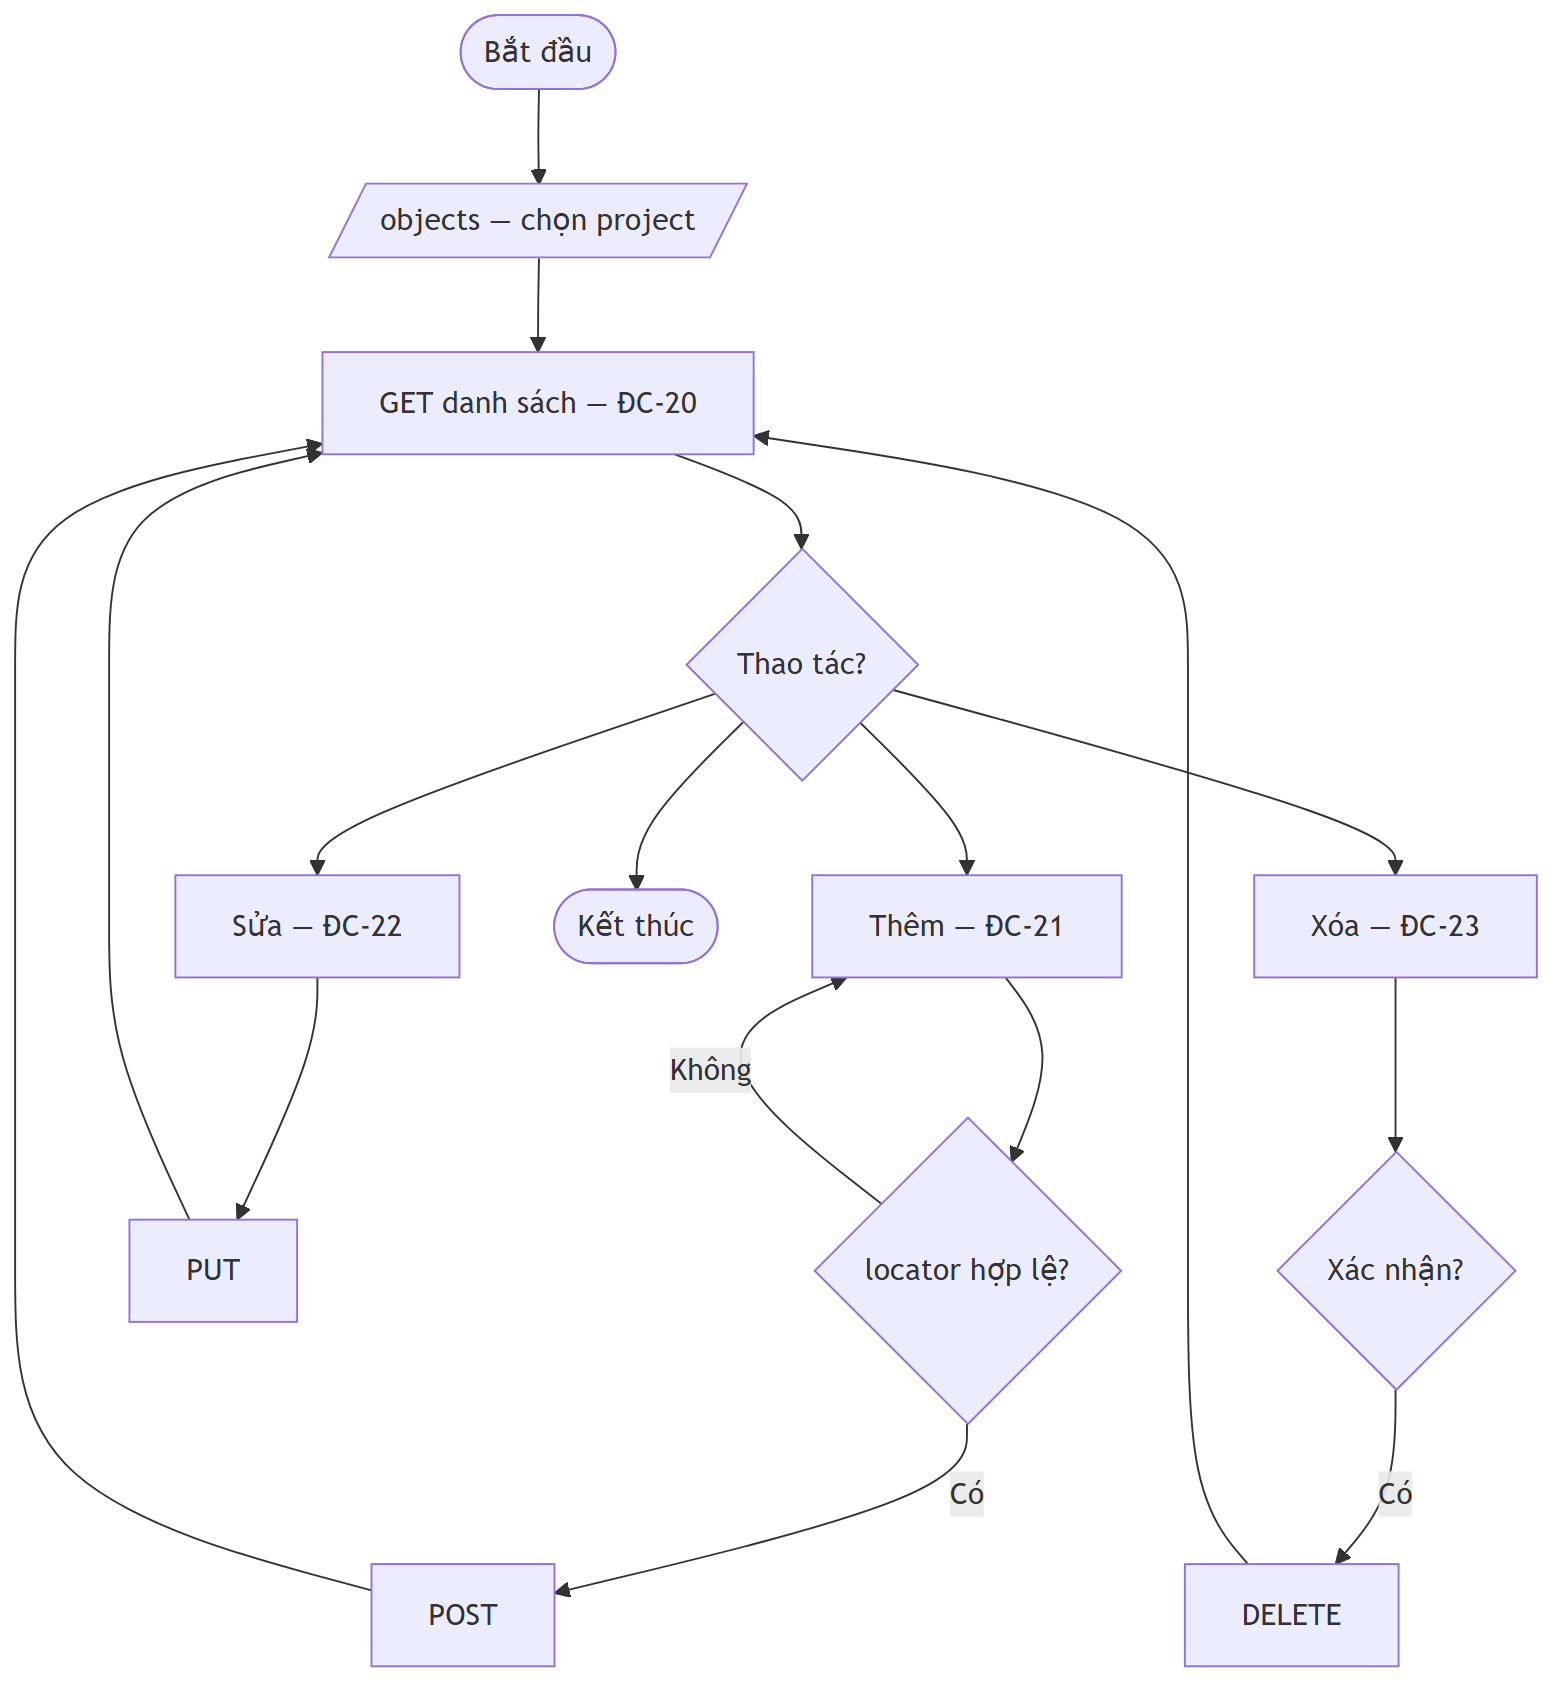 Bắt đầu
objects — chọn project
GET danh sách — ĐC-20
Thao tác?
Sửa — ĐC-22
Kết thúc
Thêm — ĐC-21
Xóa — ĐC-23
Không
PUT
locator hợp lệ?
Xác nhận?
Có
Có
POST
DELETE